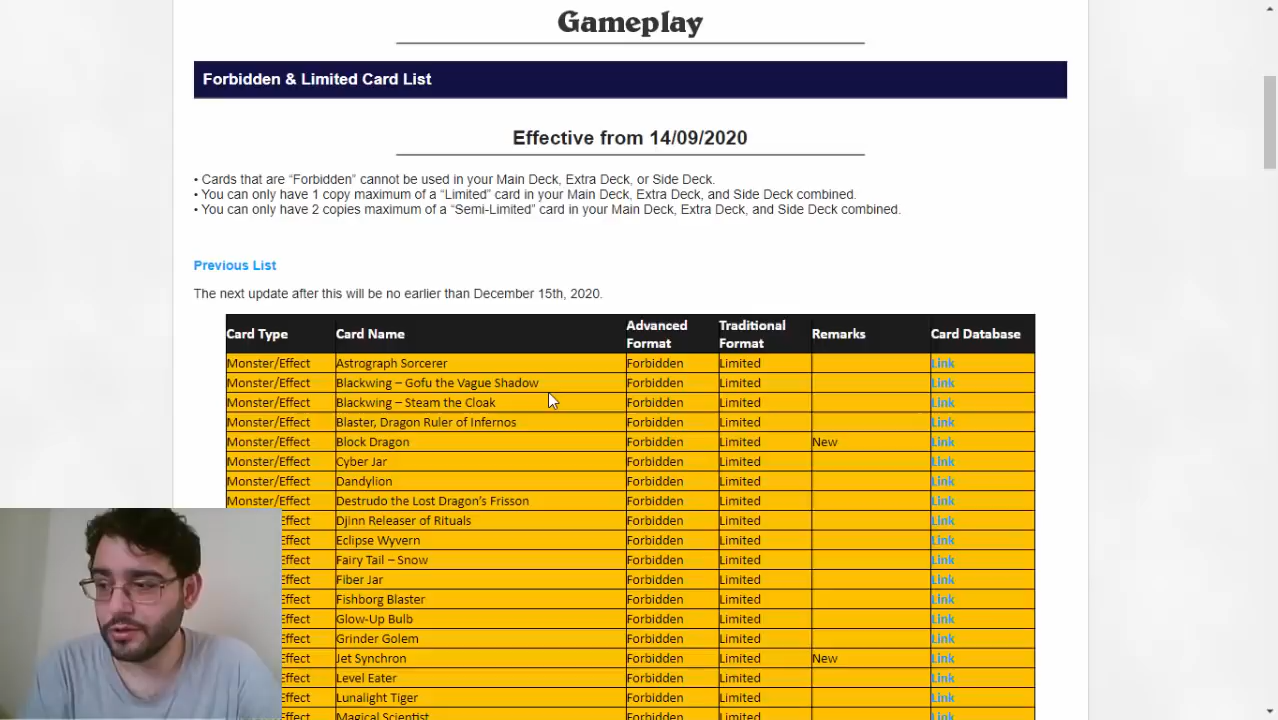 Gameplay
Forbidden & Limited Card List
Effective from 14/09/2020
• Cards that are “Forbidden” cannot be used in your Main Deck, Extra Deck, or Side Deck.
• You can only have 1 copy maximum of a “Limited” card in your Main Deck, Extra Deck, and Side Deck combined.
• You can only have 2 copies maximum of a “Semi-Limited” card in your Main Deck, Extra Deck, and Side Deck combined.
Previous List
The next update after this will be no earlier than December 15th, 2020.
Card Type Card Name Advanced Format Traditional Format Remarks Card Database
Monster/Effect Astrograph Sorcerer Forbidden Limited Link
Monster/Effect Blackwing – Gofu the Vague Shadow Forbidden Limited Link
Monster/Effect Blackwing – Steam the Cloak Forbidden Limited Link
Monster/Effect Blaster, Dragon Ruler of Infernos Forbidden Limited Link
Monster/Effect Block Dragon Forbidden Limited New Link
Monster/Effect Cyber Jar Forbidden Limited Link
Monster/Effect Dandylion Forbidden Limited Link
Monster/Effect Destrudo the Lost Dragon’s Frisson Forbidden Limited Link
Effect Djinn Releaser of Rituals Forbidden Limited Link
Effect Eclipse Wyvern Forbidden Limited Link
Effect Fairy Tail – Snow Forbidden Limited Link
Effect Fiber Jar Forbidden Limited Link
Effect Fishborg Blaster Forbidden Limited Link
Effect Glow-Up Bulb Forbidden Limited Link
Effect Grinder Golem Forbidden Limited Link
Effect Jet Synchron Forbidden Limited New Link
Effect Level Eater Forbidden Limited Link
Effect Lunalight Tiger Forbidden Limited Link
Effect Magical Scientist Forbidden Limited Link